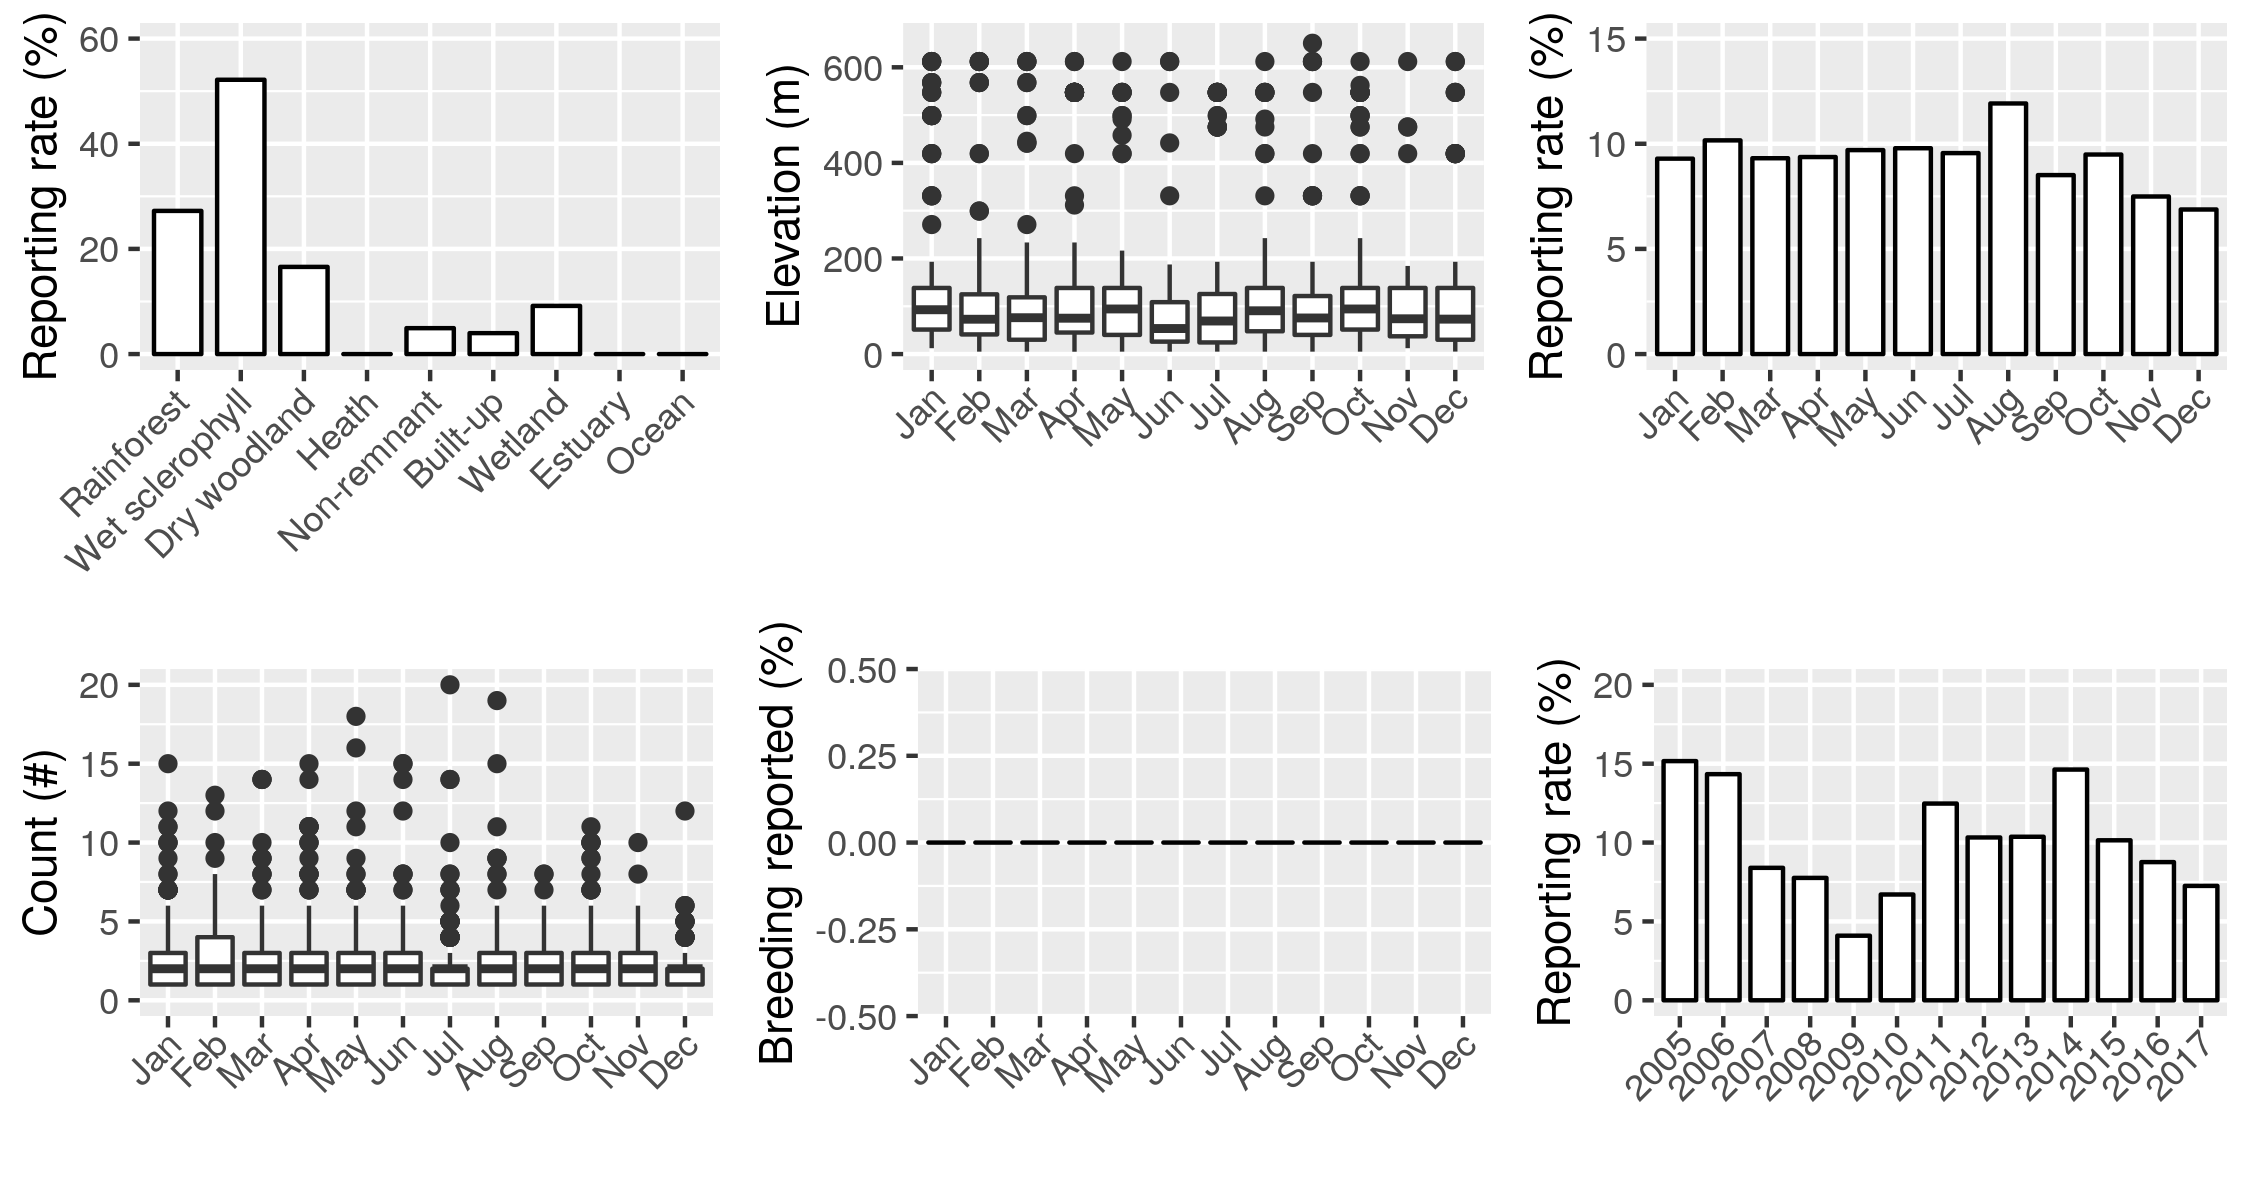 Reporting rate (%)
60
40
20
0
Rainforest
Wet sclerophyll
Dry woodland
Heath
Non-remnant
Built-up
Wetland
Estuary
Ocean
Elevation (m)
600
400
200
0
Jan
Feb
Mar
Apr
May
Jun
Jul
Aug
Sep
Oct
Nov
Dec
Reporting rate (%)
15
10
5
0
Jan
Feb
Mar
Apr
May
Jun
Jul
Aug
Sep
Oct
Nov
Dec
Count (#)
20
15
10
5
0
Jan
Feb
Mar
Apr
May
Jun
Jul
Aug
Sep
Oct
Nov
Dec
Breeding reported (%)
0.50
0.25
0.00
-0.25
-0.50
Jan
Feb
Mar
Apr
May
Jun
Jul
Aug
Sep
Oct
Nov
Dec
Reporting rate (%)
20
15
10
5
0
2005
2006
2007
2008
2009
2010
2011
2012
2013
2014
2015
2016
2017